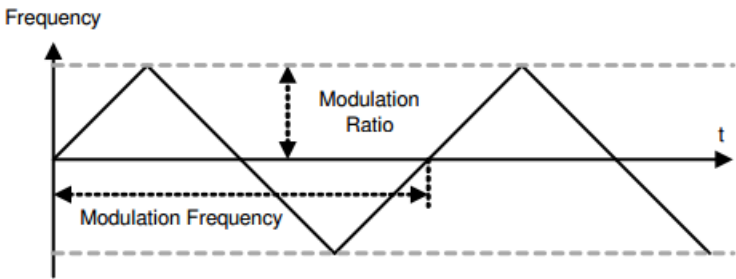 Frequency
Modulation
Ratio
t
Modulation Frequency